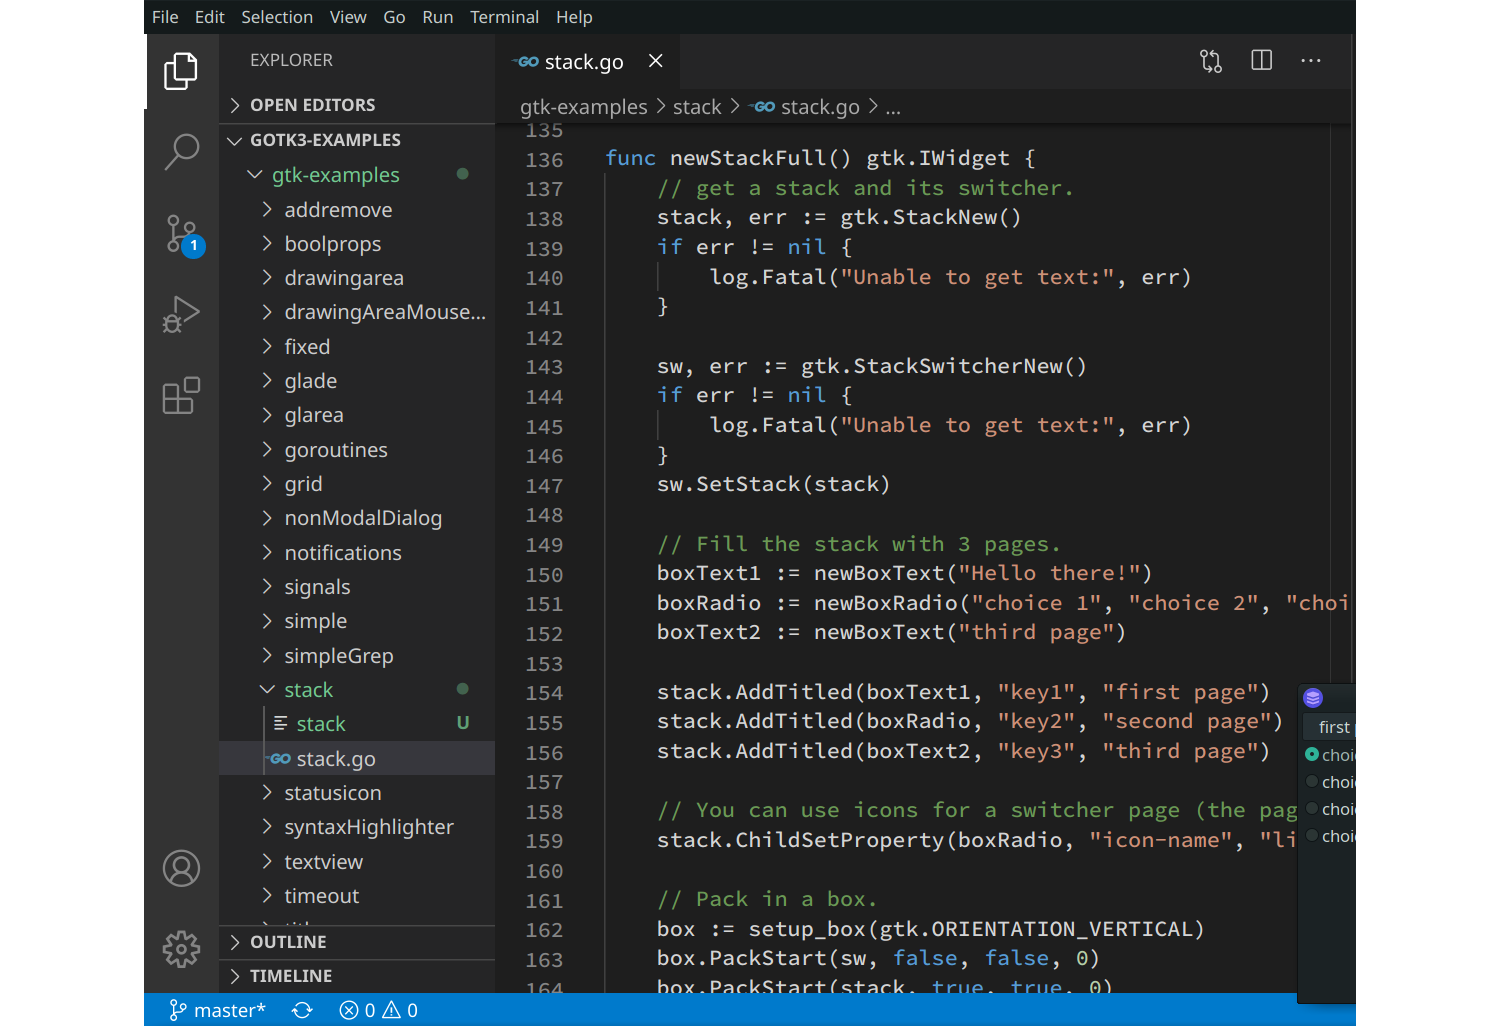 File Edit Selection View Go Run Terminal Help
EXPLORER
OPEN EDITORS
GOTK3-EXAMPLES
gtk-examples
addremove
boolprops
drawingarea
drawingAreaMouse...
fixed
glade
glarea
goroutines
grid
nonModalDialog
notifications
signals
simple
simpleGrep
stack
stack U
stack.go
statusicon
syntaxHighlighter
textview
timeout
OUTLINE
TIMELINE
1
GO stack.go
gtk-examples > stack > GO stack.go > ...
135
136 func newStackFull() gtk.IWidget {
137 // get a stack and its switcher.
138 stack, err := gtk.StackNew()
139 if err != nil {
140 log.Fatal("Unable to get text:", err)
141 }
142
143 sw, err := gtk.StackSwitcherNew()
144 if err != nil {
145 log.Fatal("Unable to get text:", err)
146 }
147 sw.SetStack(stack)
148
149 // Fill the stack with 3 pages.
150 boxText1 := newBoxText("Hello there!")
151 boxRadio := newBoxRadio("choice 1", "choice 2", "choi
152 boxText2 := newBoxText("third page")
153
154 stack.AddTitled(boxText1, "key1", "first page")
155 stack.AddTitled(boxRadio, "key2", "second page")
156 stack.AddTitled(boxText2, "key3", "third page")
157
158 // You can use icons for a switcher page (the pag
159 stack.ChildSetProperty(boxRadio, "icon-name", "li
160
161 // Pack in a box.
162 box := setup_box(gtk.ORIENTATION_VERTICAL)
163 box.PackStart(sw, false, false, 0)
164 box.PackStart(stack, true, true, 0)
first
choi
choi
choi
choi
master* 0 0